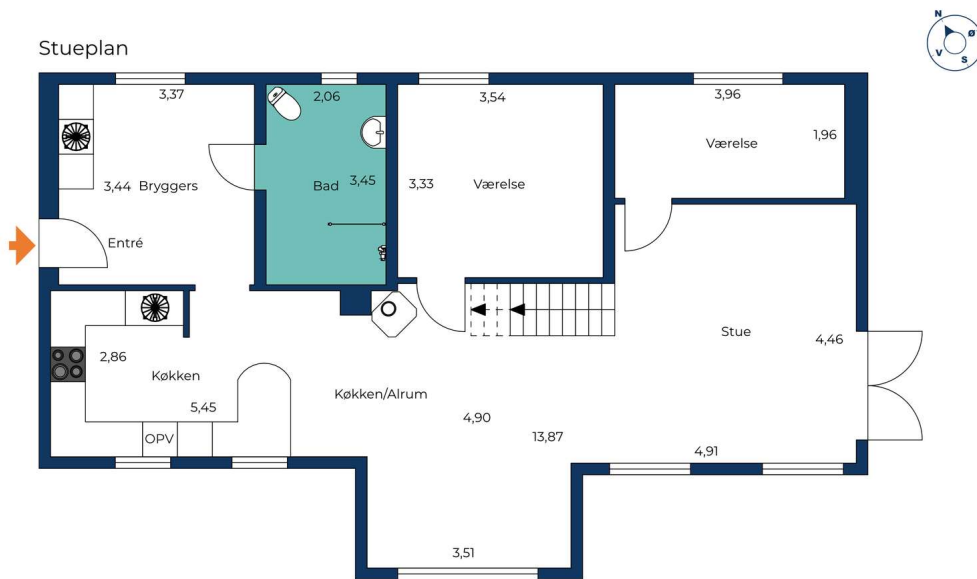 N
Ø
V
S
Stueplan
3,37
2,06
3,54
3,96
1,96
Værelse
3,44 Bryggers
Bad
3,45
3,33
Værelse
Entré
Stue
4,46
2,86
Køkken
Køkken/Alrum
5,45
4,90
13,87
OPV
4,91
3,51